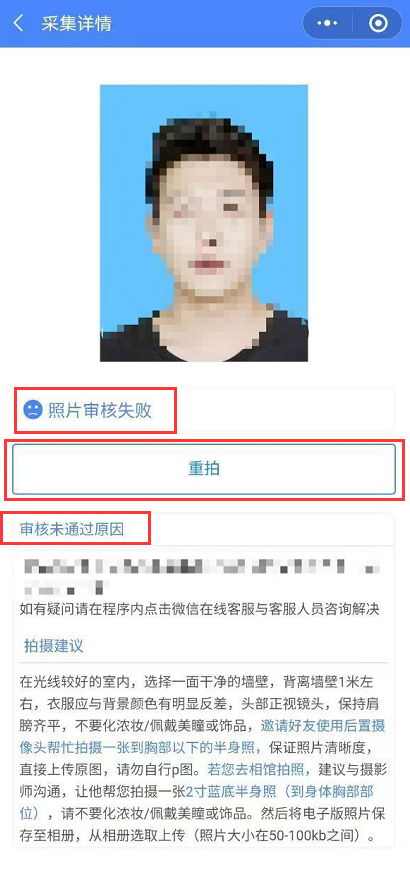 采集详情
照片审核失败
重拍
审核未通过原因
如有疑问请在程序内点击微信在线客服与客服人员咨询解决
拍摄建议
在光线较好的室内，选择一面干净的墙壁，背离墙壁1米左
右，衣服应与背景颜色有明显反差，头部正视镜头，保持肩
膀齐平，不要化浓妆/佩戴美瞳或饰品，邀请好友使用后置摄
像头帮忙拍摄一张到胸部以下的半身照，保证照片清晰度，
直接上传原图，请勿自行p图。若您去相馆拍照，建议与摄影
师沟通，让他帮您拍摄一张2寸蓝底半身照（到身体胸部部
位），请不要化浓妆/佩戴美瞳或饰品。然后将电子版照片保
存至相册，从相册选取上传（照片大小在50-100kb之间）。